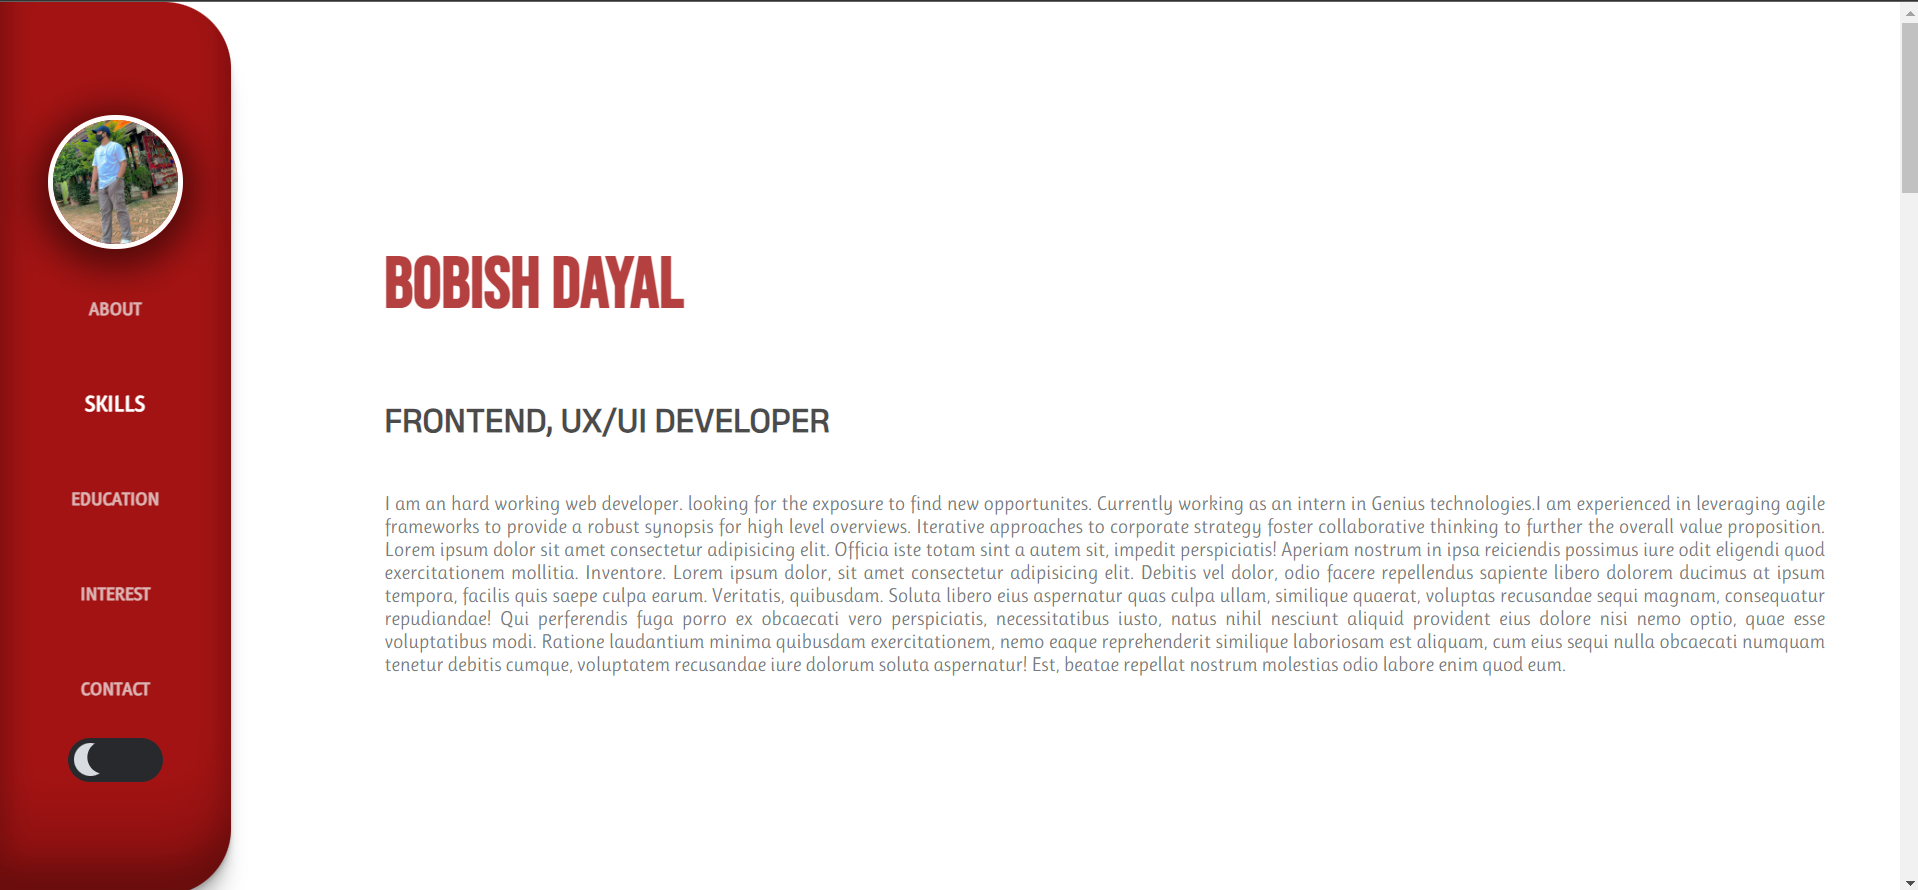 ABOUT
SKILLS
EDUCATION
INTEREST
CONTACT
BOBISH DAYAL
FRONTEND, UX/UI DEVELOPER
I am an hard working web developer. looking for the exposure to find new opportunites. Currently working as an intern in Genius technologies.I am experienced in leveraging agile
frameworks to provide a robust synopsis for high level overviews. Iterative approaches to corporate strategy foster collaborative thinking to further the overall value proposition.
Lorem ipsum dolor sit amet consectetur adipisicing elit. Officia iste totam sint a autem sit, impedit perspiciatis! Aperiam nostrum in ipsa reiciendis possimus iure odit eligendi quod
exercitationem mollitia. Inventore. Lorem ipsum dolor, sit amet consectetur adipisicing elit. Debitis vel dolor, odio facere repellendus sapiente libero dolorem ducimus at ipsum
tempora, facilis quis saepe culpa earum. Veritatis, quibusdam. Soluta libero eius aspernatur quas culpa ullam, similique quaerat, voluptas recusandae sequi magnam, consequatur
repudiandae! Qui perferendis fuga porro ex obcaecati vero perspiciatis, necessitatibus iusto, natus nihil nesciunt aliquid provident eius dolore nisi nemo optio, quae esse
voluptatibus modi. Ratione laudantium minima quibusdam exercitationem, nemo eaque reprehenderit similique laboriosam est aliquam, cum eius sequi nulla obcaecati numquam
tenetur debitis cumque, voluptatem recusandae iure dolorum soluta aspernatur! Est, beatae repellat nostrum molestias odio labore enim quod eum.